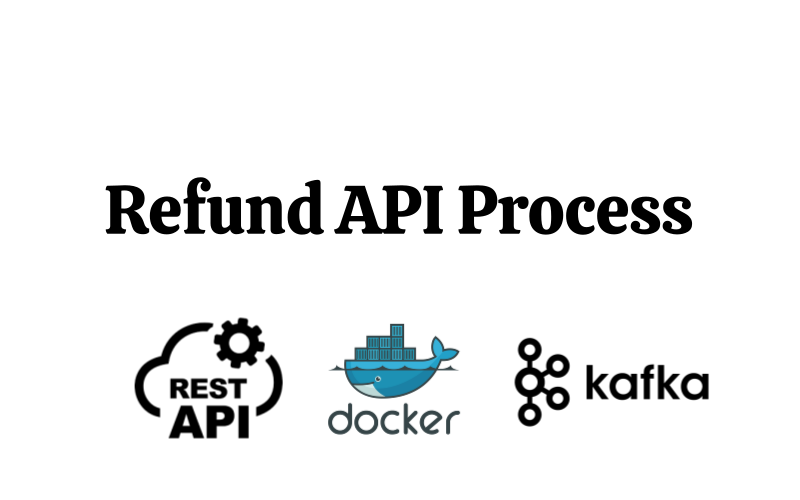 Refund API Process
REST
API
docker
kafka